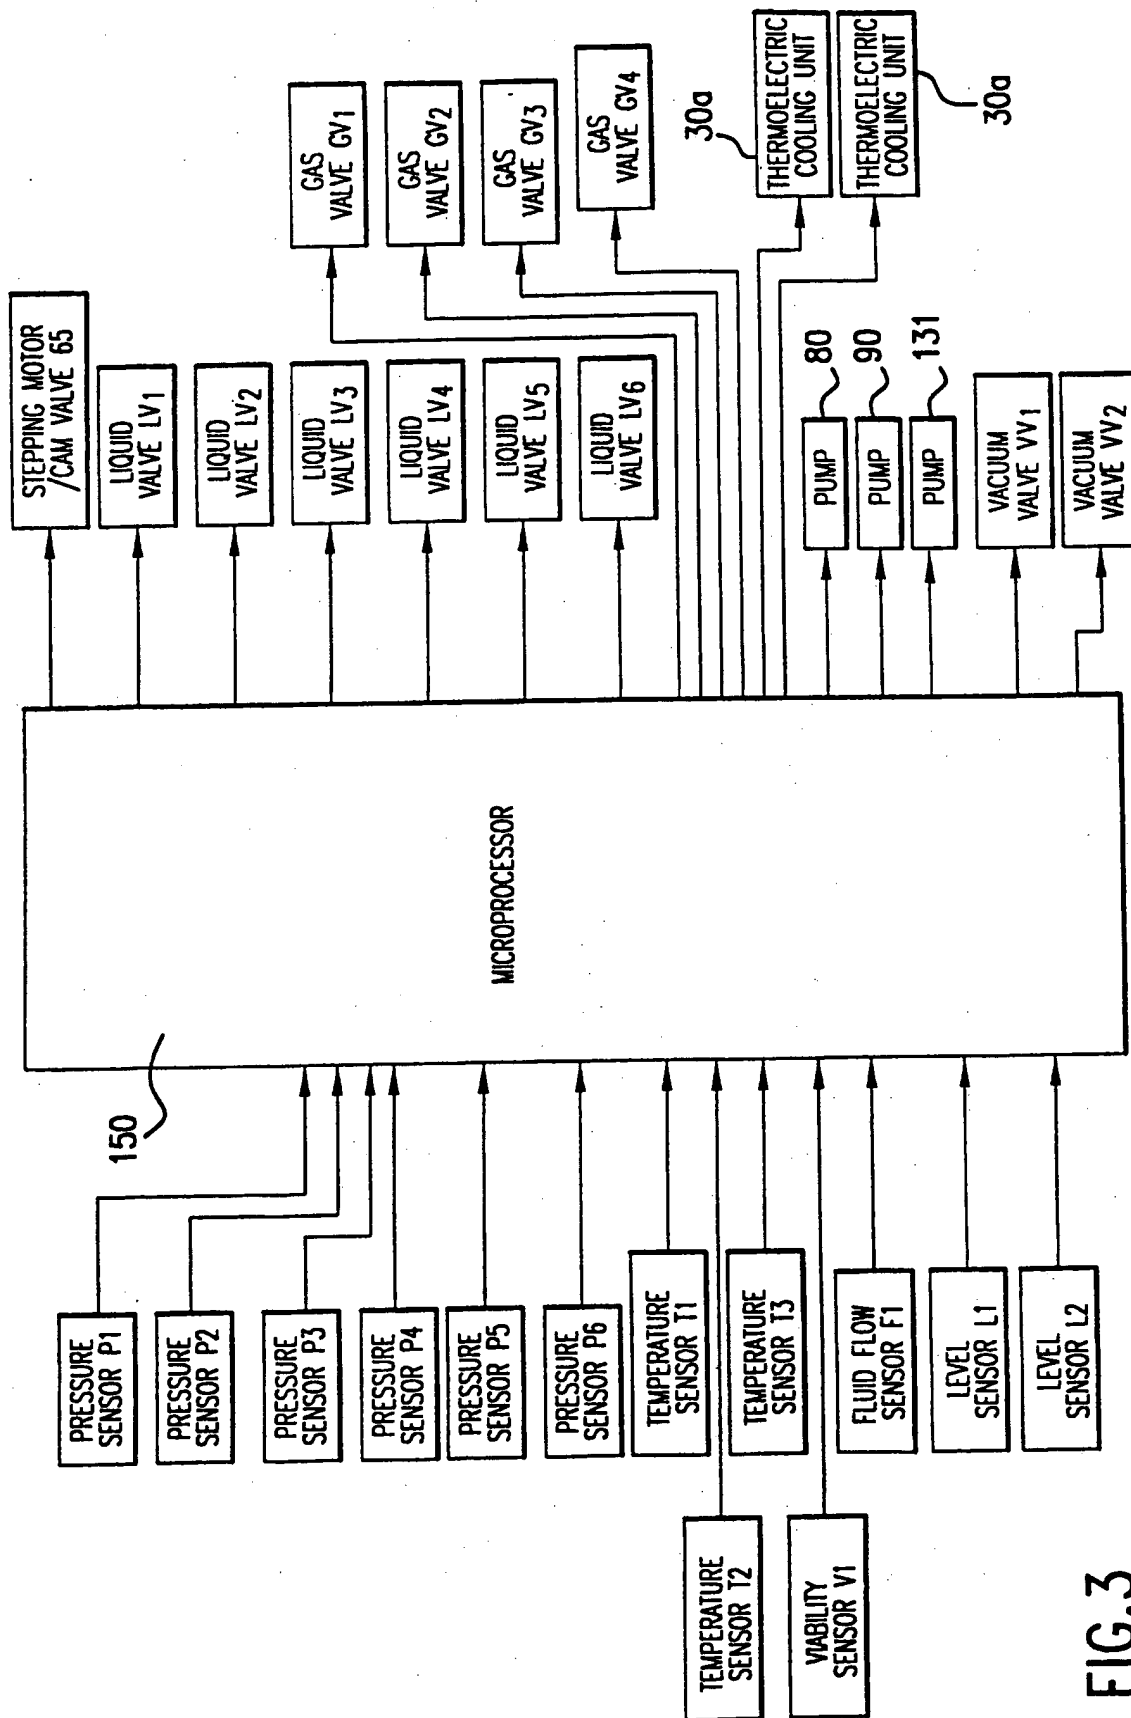 STEPPING MOTOR
/CAM VALVE 65
LIQUID
VALVE LV1
LIQUID
VALVE LV2
LIQUID
VALVE LV3
LIQUID
VALVE LV4
LIQUID
VALVE LV5
LIQUID
VALVE LV6
GAS
VALVE GV1
GAS
VALVE GV2
GAS
VALVE GV3
GAS
VALVE GV4
30a
THERMOELECTRIC
COOLING UNIT
THERMOELECTRIC
COOLING UNIT
30a
PUMP
80
PUMP
90
PUMP
131
VACUUM
VALVE VV1
VACUUM
VALVE VV2
MICROPROCESSOR
150
PRESSURE
SENSOR P1
PRESSURE
SENSOR P2
PRESSURE
SENSOR P3
PRESSURE
SENSOR P4
PRESSURE
SENSOR P5
PRESSURE
SENSOR P6
TEMPERATURE
SENSOR T1
TEMPERATURE
SENSOR T2
TEMPERATURE
SENSOR T3
VIABILITY
SENSOR V1
FLUID FLOW
SENSOR F1
LEVEL
SENSOR L1
LEVEL
SENSOR L2
FIG.3